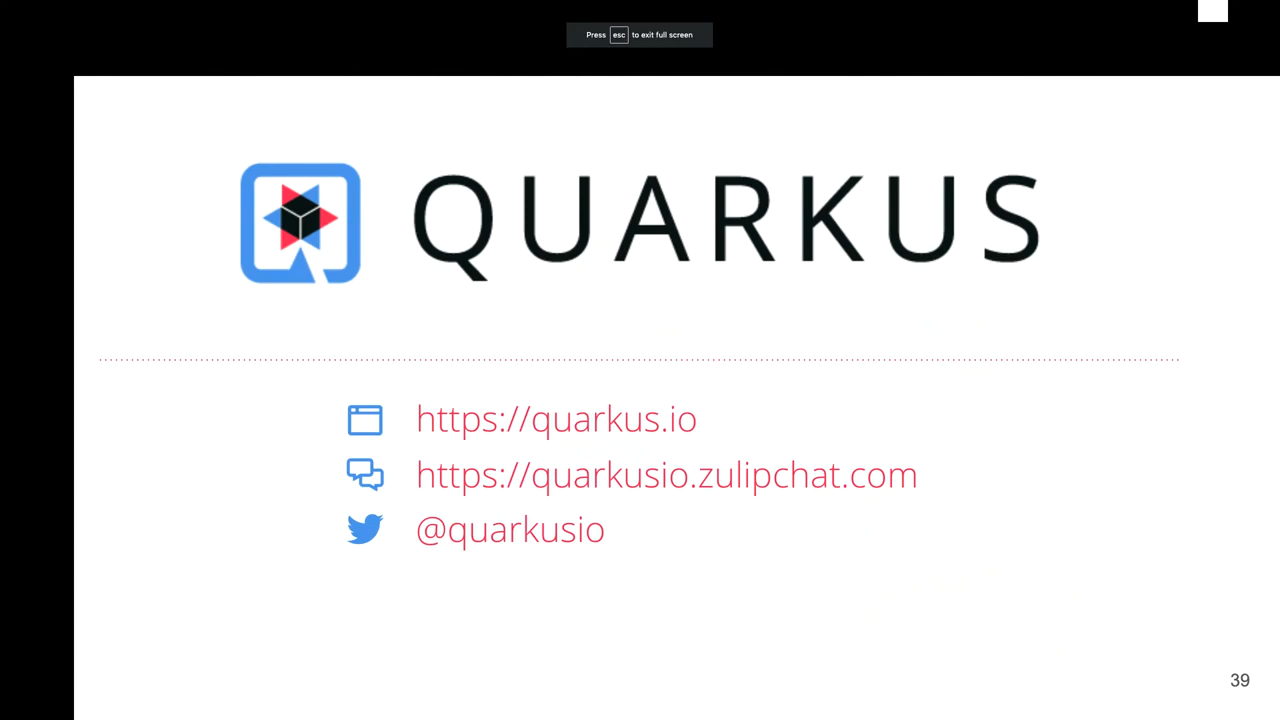 Press esc to exit full screen
QUARKUS
https://quarkus.io
https://quarkusio.zulipchat.com
@quarkusio
39